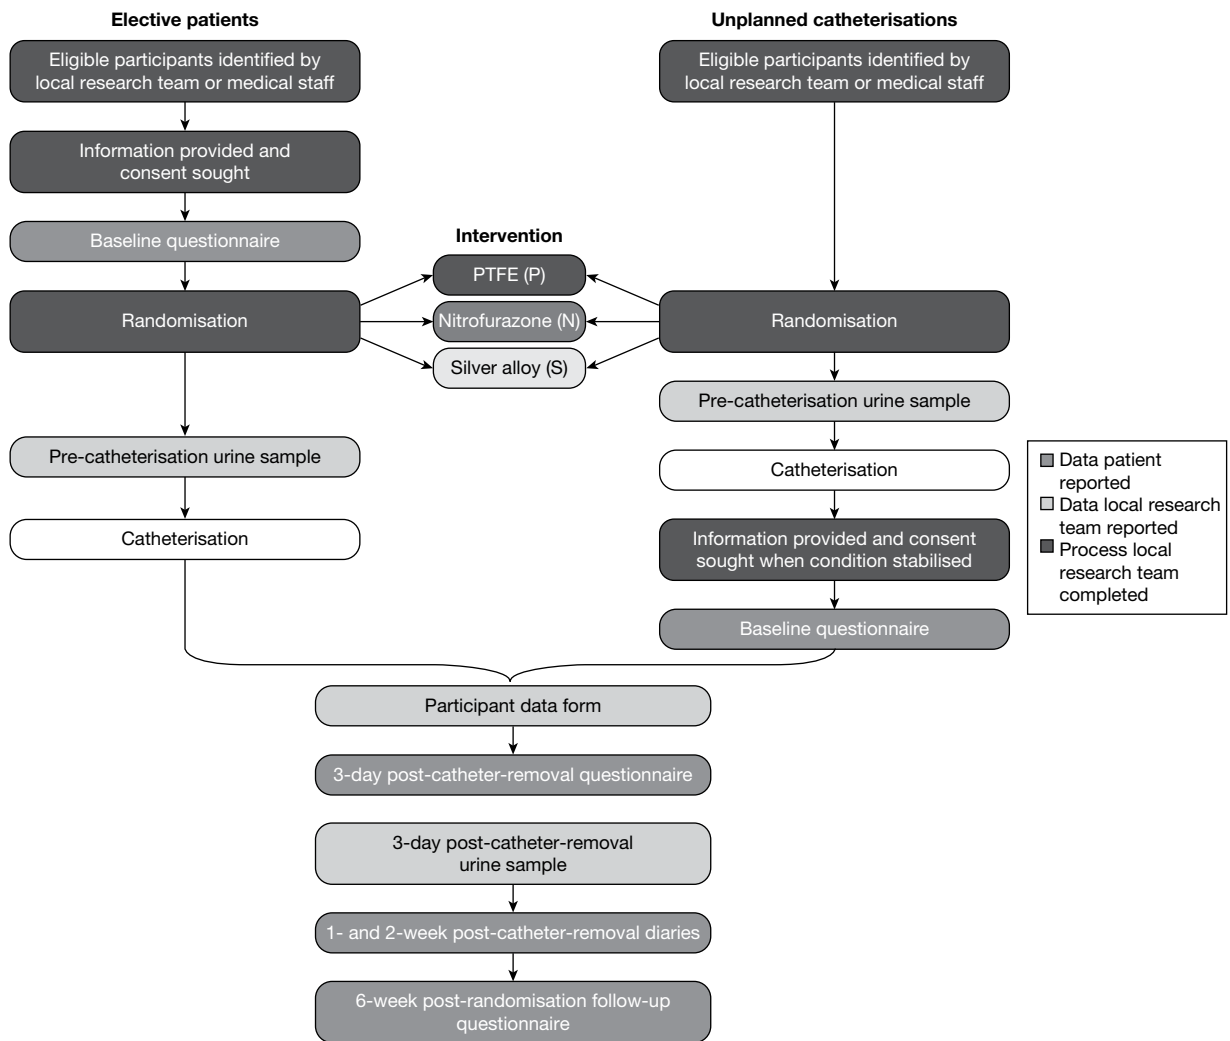 Elective patients
Eligible participants identified by
local research team or medical staff
Information provided and
consent sought
Baseline questionnaire
Randomisation
Pre-catheterisation urine sample
Catheterisation
Intervention
PTFE (P)
Nitrofurazone (N)
Silver alloy (S)
Unplanned catheterisations
Eligible participants identified by
local research team or medical staff
Randomisation
Pre-catheterisation urine sample
Catheterisation
Information provided and consent
sought when condition stabilised
Baseline questionnaire
Data patient
reported
Data local research
team reported
Process local
research team
completed
Participant data form
3-day post-catheter-removal questionnaire
3-day post-catheter-removal
urine sample
1- and 2-week post-catheter-removal diaries
6-week post-randomisation follow-up
questionnaire